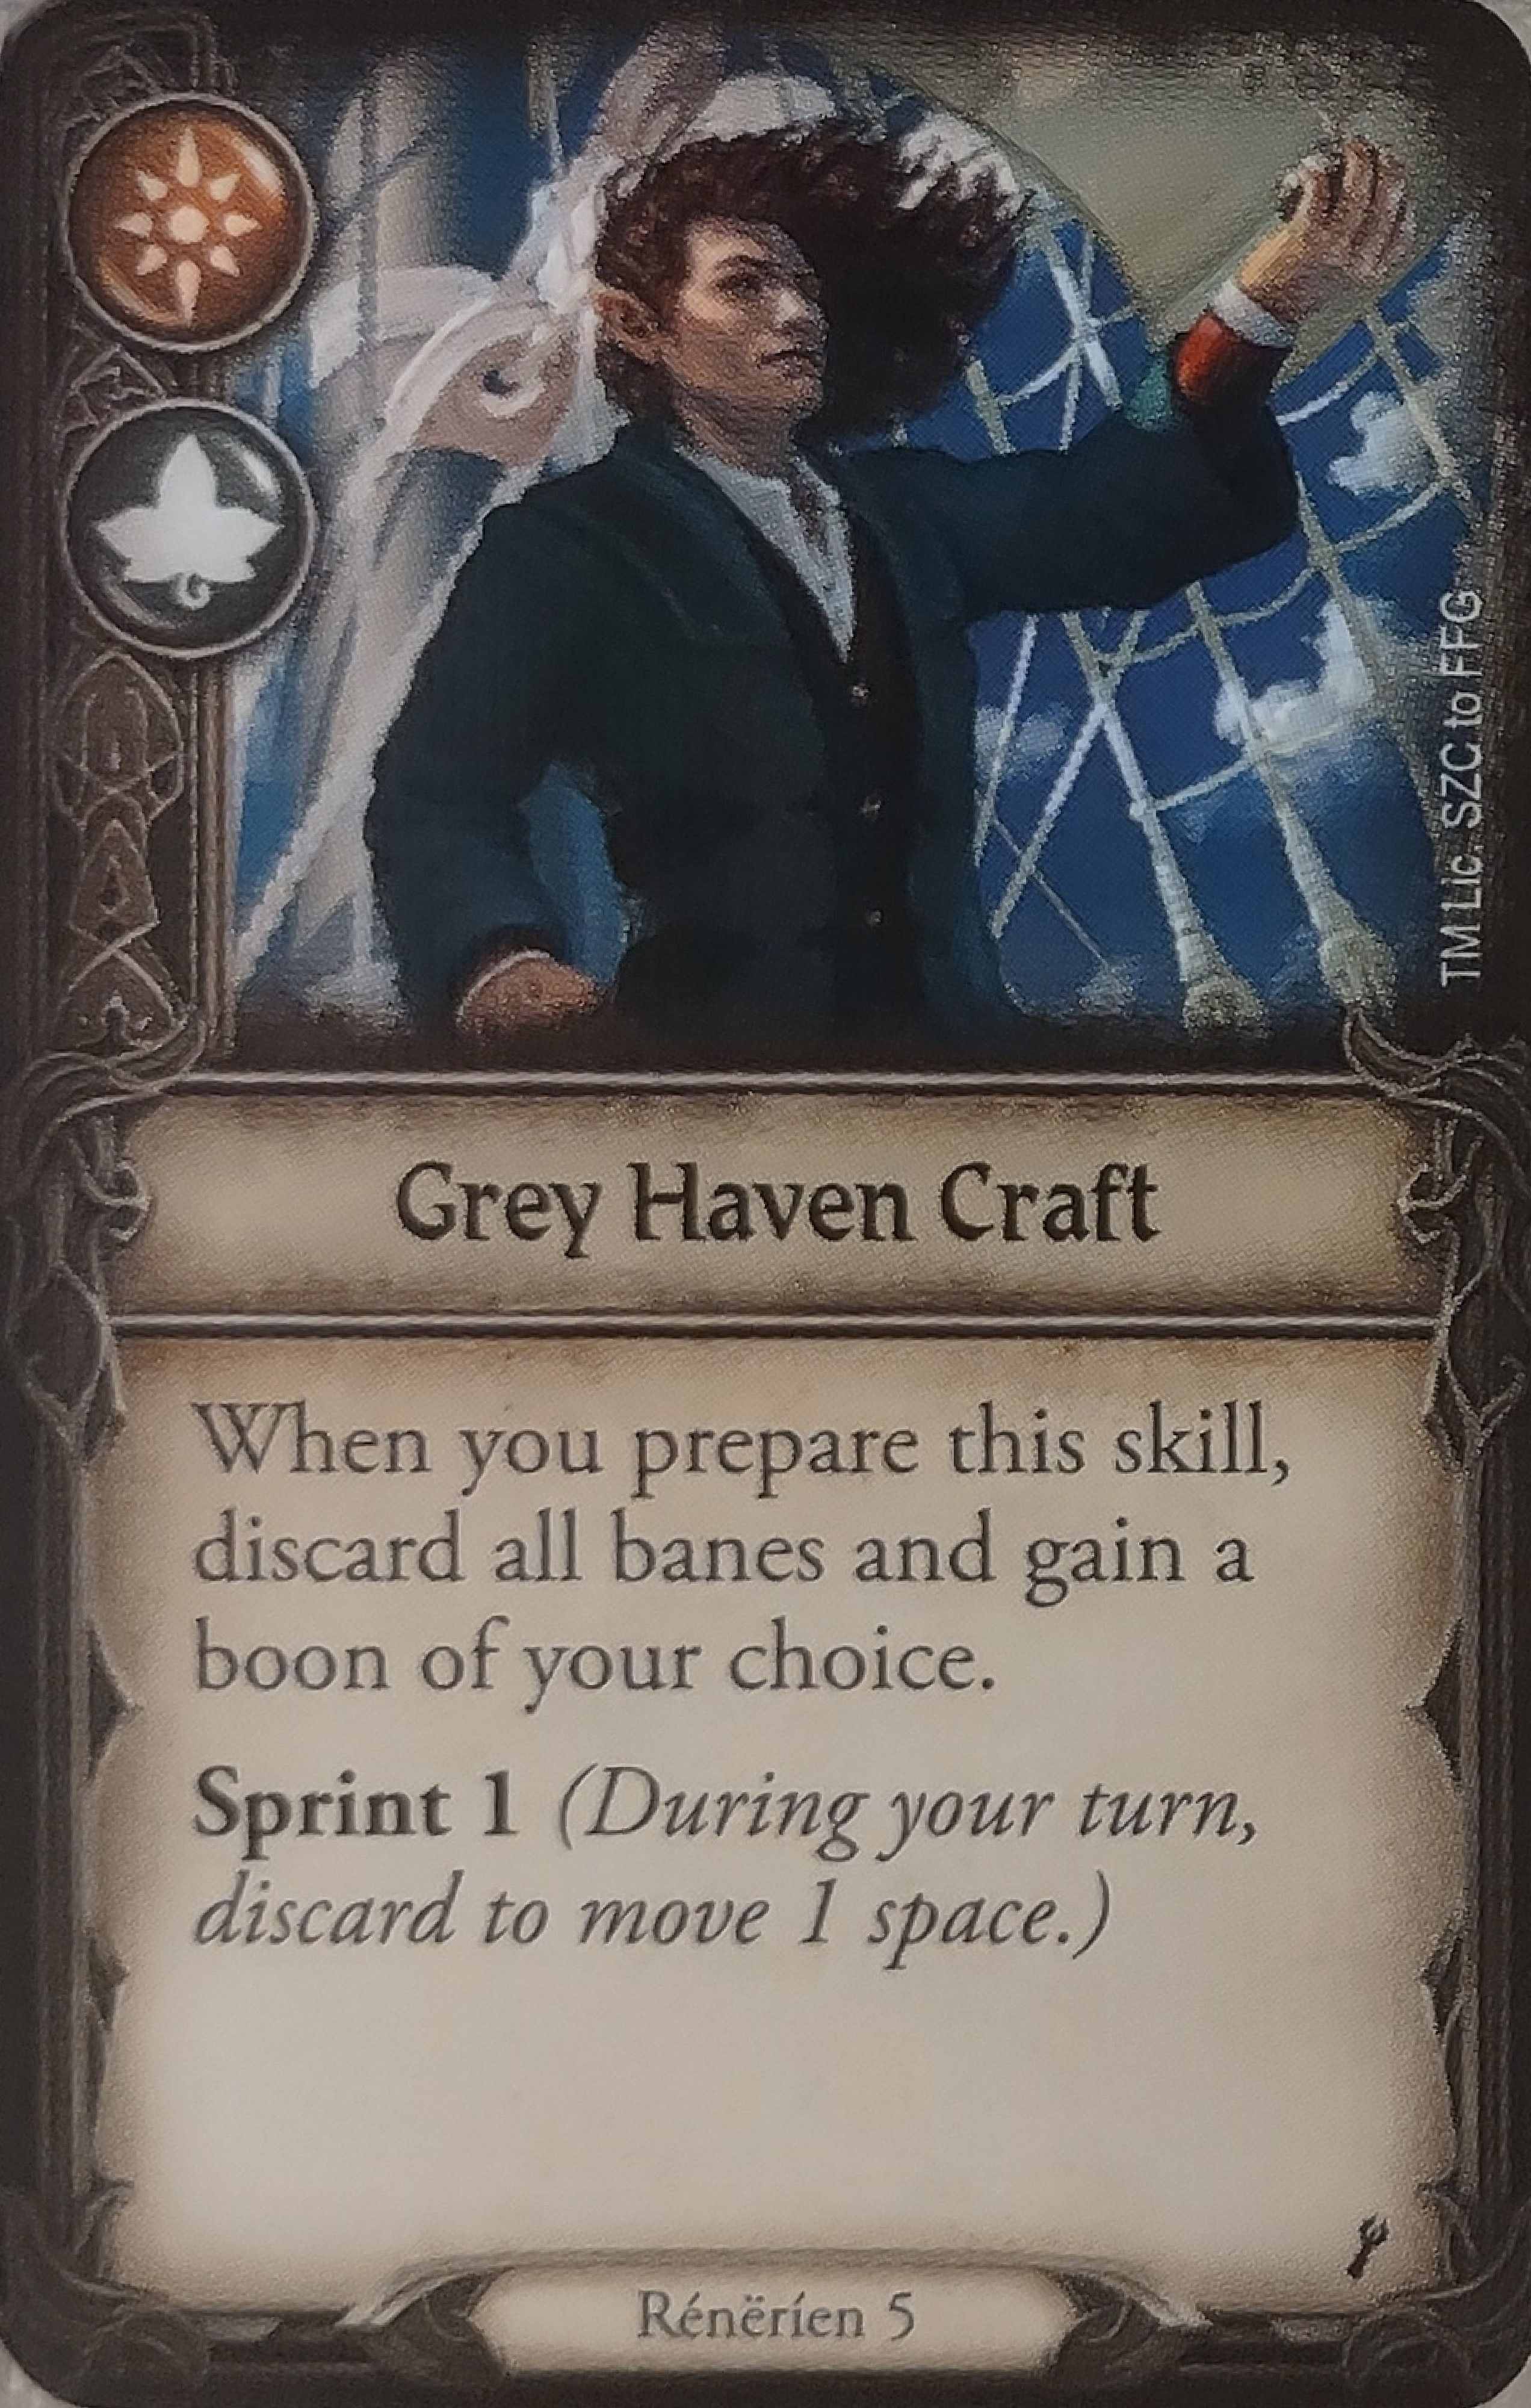 TM Lic. SZC to FFG
Grey Haven Craft
When you prepare this skill,
discard all banes and gain a
boon of your choice.
Sprint 1 (During your turn,
discard to move 1 space.)
Rénëríen 5